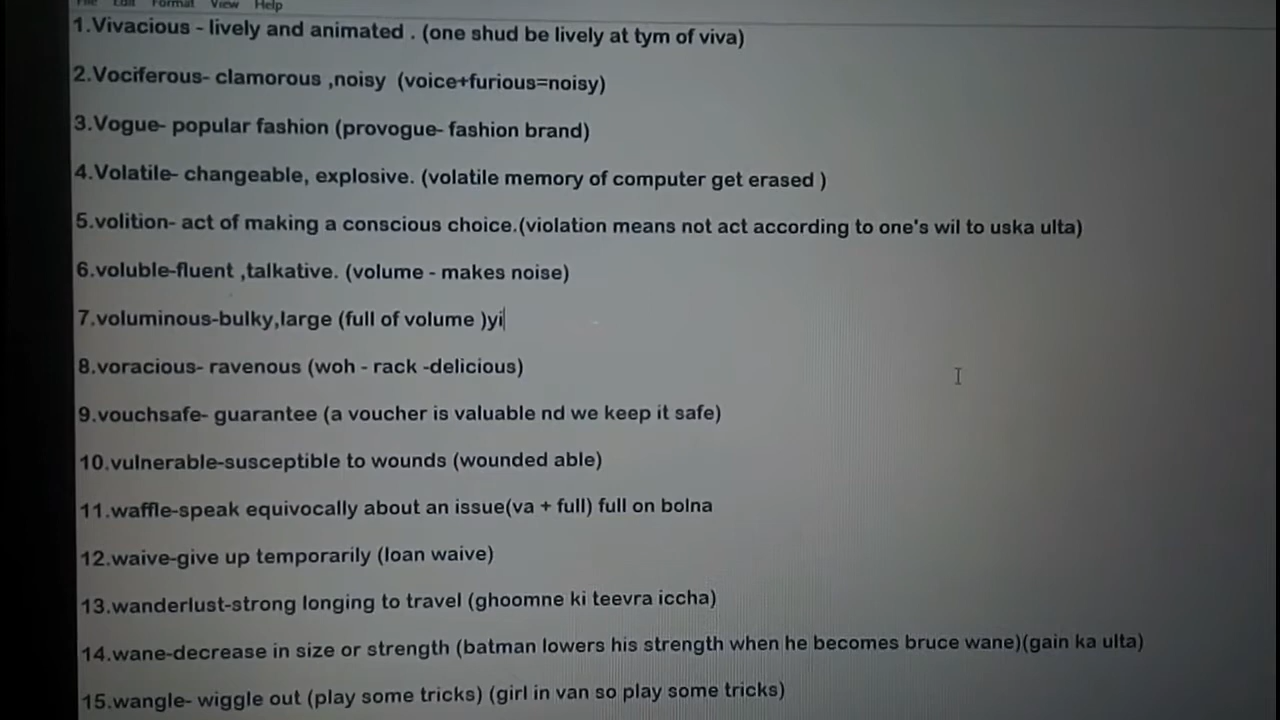 File Edit Format View Help
1.Vivacious - lively and animated . (one shud be lively at tym of viva)
2.Vociferous- clamorous ,noisy (voice+furious=noisy)
3.Vogue- popular fashion (provogue- fashion brand)
4.Volatile- changeable, explosive. (volatile memory of computer get erased )
5.volition- act of making a conscious choice.(violation means not act according to one's wil to uska ulta)
6.voluble-fluent ,talkative. (volume - makes noise)
7.voluminous-bulky,large (full of volume )yi
8.voracious- ravenous (woh - rack -delicious)
9.vouchsafe- guarantee (a voucher is valuable nd we keep it safe)
10.vulnerable-susceptible to wounds (wounded able)
11.waffle-speak equivocally about an issue(va + full) full on bolna
12.waive-give up temporarily (loan waive)
13.wanderlust-strong longing to travel (ghoomne ki teevra iccha)
14.wane-decrease in size or strength (batman lowers his strength when he becomes bruce wane)(gain ka ulta)
15.wangle- wiggle out (play some tricks) (girl in van so play some tricks)